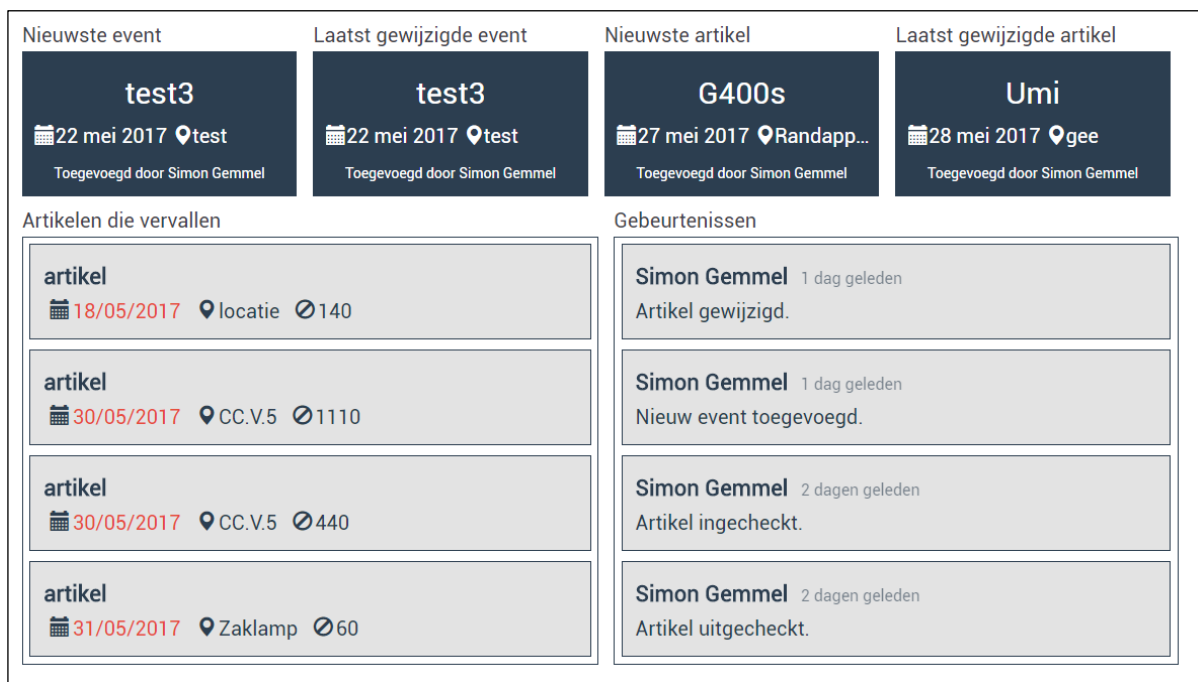 Nieuwste event
test3
22 mei 2017 test
Toegevoegd door Simon Gemmel
Laatst gewijzigde event
test3
22 mei 2017 test
Toegevoegd door Simon Gemmel
Nieuwste artikel
G400s
27 mei 2017 Randapp...
Toegevoegd door Simon Gemmel
Laatst gewijzigde artikel
Umi
28 mei 2017 gee
Toegevoegd door Simon Gemmel
Artikelen die vervallen
artikel
18/05/2017 locatie 140
artikel
30/05/2017 CC.V.5 1110
artikel
30/05/2017 CC.V.5 440
artikel
31/05/2017 Zaklamp 60
Gebeurtenissen
Simon Gemmel 1 dag geleden
Artikel gewijzigd.
Simon Gemmel 1 dag geleden
Nieuw event toegevoegd.
Simon Gemmel 2 dagen geleden
Artikel ingecheckt.
Simon Gemmel 2 dagen geleden
Artikel uitgecheckt.